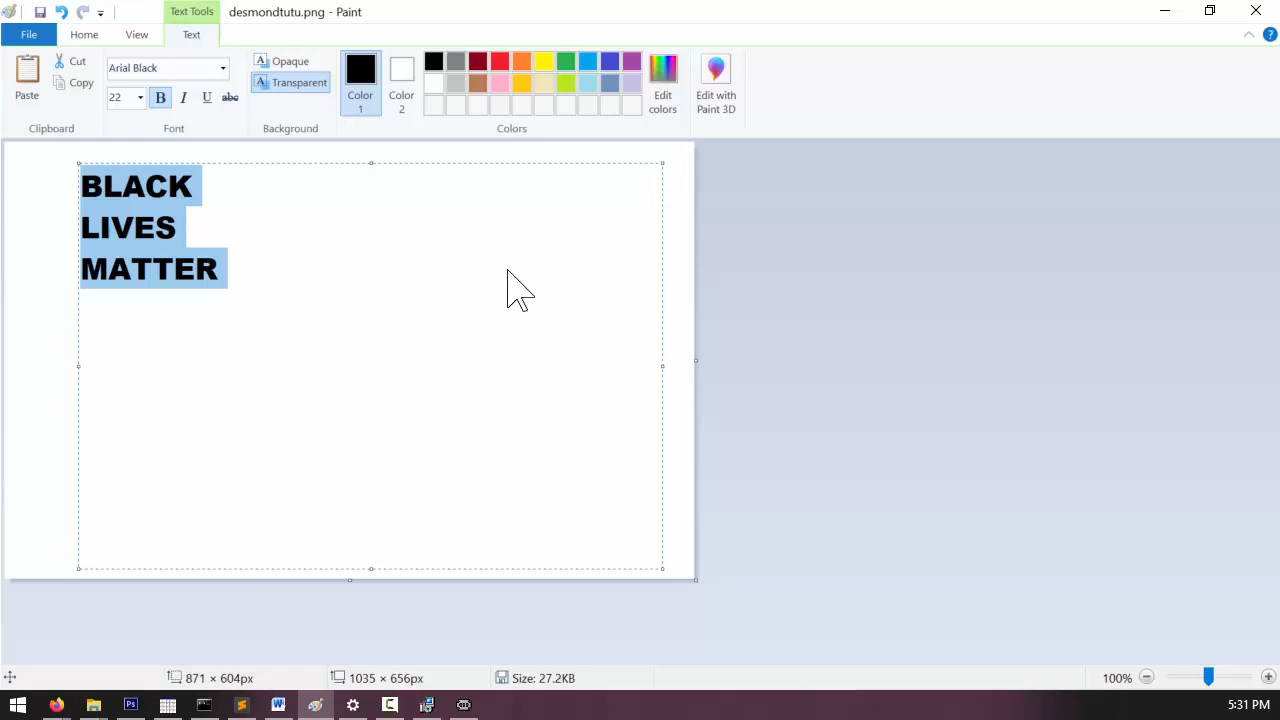 Text Tools
desmondtutu.png - Paint
File
Home
View
Text
Paste
Cut
Copy
Clipboard
Arial Black
22
B
I
U
abc
Font
A Opaque
A Transparent
Background
Color 1
Color 2
Edit colors
Colors
Edit with Paint 3D
?
BLACK
LIVES
MATTER
871 × 604px
1035 × 656px
Size: 27.2KB
100%
5:31 PM